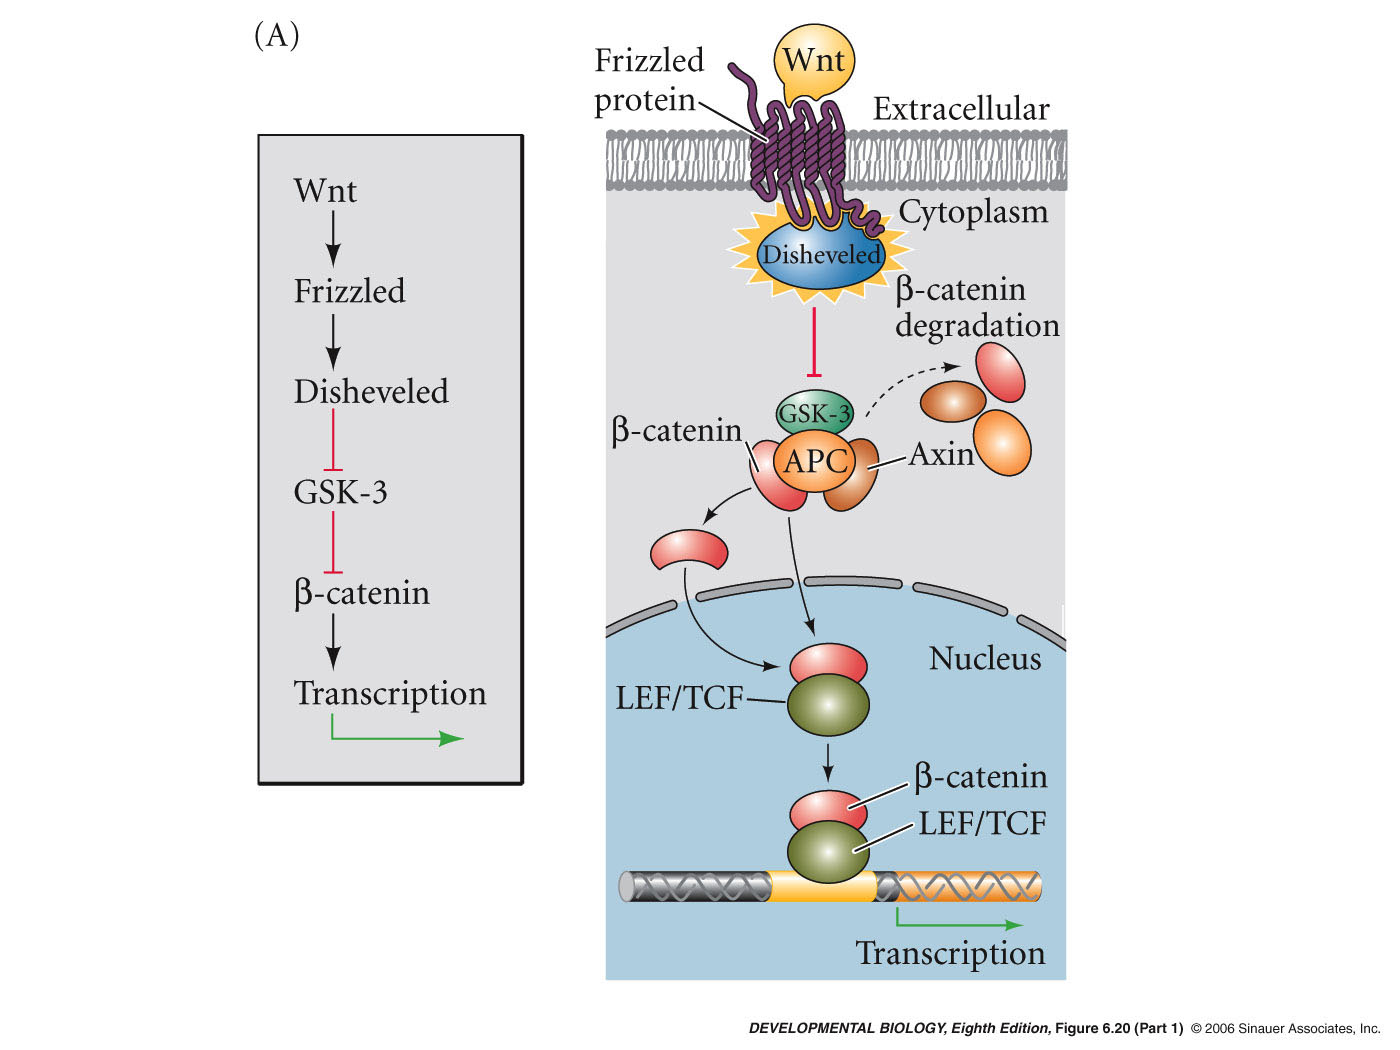 (A)
Wnt
Frizzled
Disheveled
GSK-3
β-catenin
Transcription
Frizzled
protein
Wnt
Extracellular
Cytoplasm
Disheveled
β-catenin
degradation
GSK-3
β-catenin
APC
Axin
Nucleus
LEF/TCF
β-catenin
LEF/TCF
Transcription
DEVELOPMENTAL BIOLOGY, Eighth Edition, Figure 6.20 (Part 1) © 2006 Sinauer Associates, Inc.